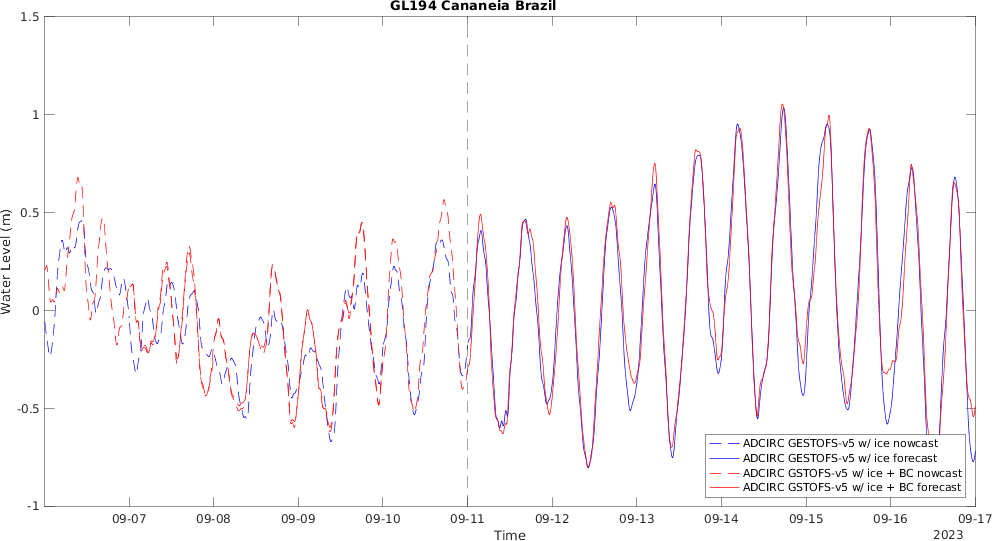 GL194 Cananeia Brazil
1.5
1
0.5
0
-0.5
-1
Water Level (m)
09-07 09-08 09-09 09-10 09-11 09-12 09-13 09-14 09-15 09-16 09-17
Time
2023
ADCIRC GESTOFS-v5 w/ ice nowcast
ADCIRC GESTOFS-v5 w/ ice forecast
ADCIRC GSTOFS-v5 w/ ice + BC nowcast
ADCIRC GSTOFS-v5 w/ ice + BC forecast